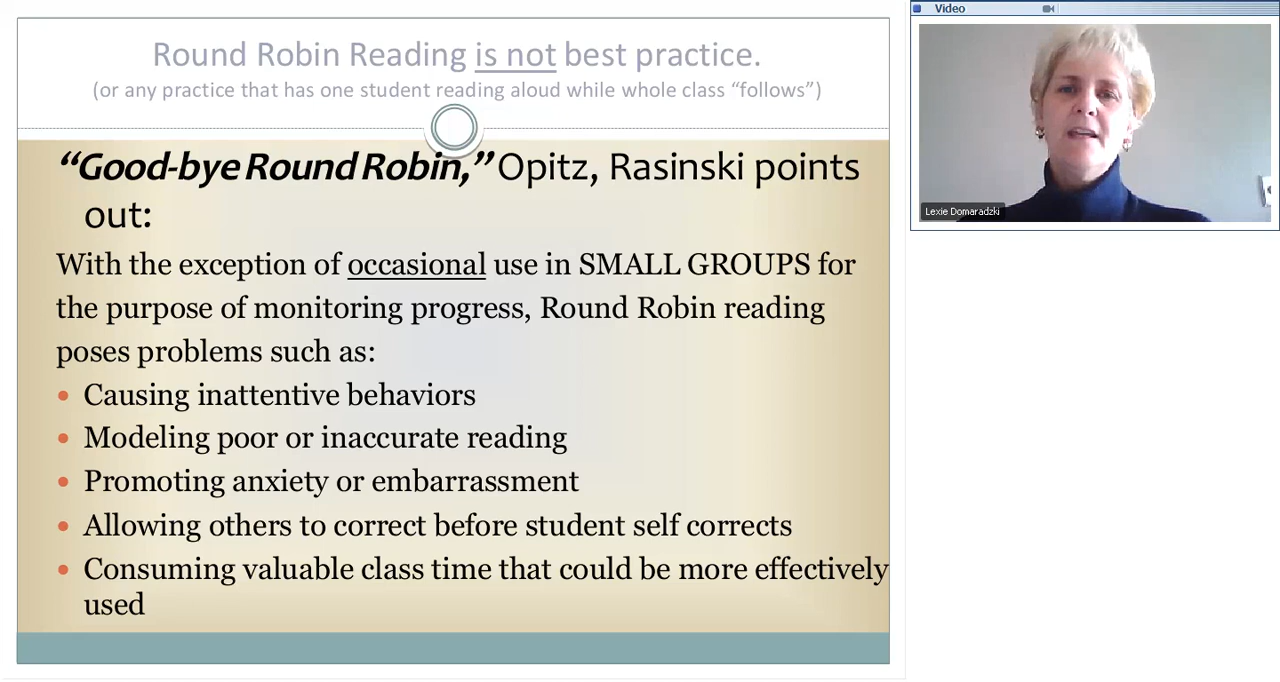 Round Robin Reading is not best practice.
(or any practice that has one student reading aloud while whole class “follows”)
“Good-bye Round Robin,” Opitz, Rasinski points
out:
With the exception of occasional use in SMALL GROUPS for
the purpose of monitoring progress, Round Robin reading
poses problems such as:
• Causing inattentive behaviors
• Modeling poor or inaccurate reading
• Promoting anxiety or embarrassment
• Allowing others to correct before student self corrects
• Consuming valuable class time that could be more effectively
used
Video
Lexie Domaradzki